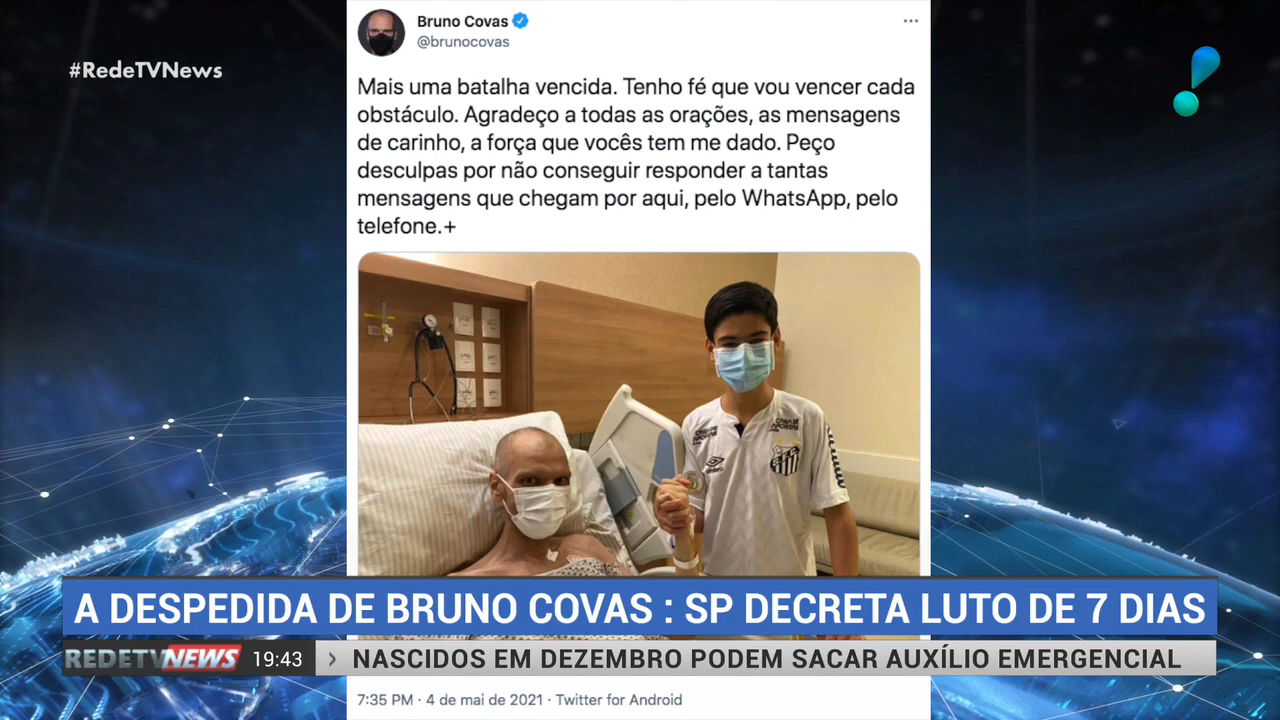 Bruno Covas
@brunocovas
#RedeTVNews
Mais uma batalha vencida. Tenho fé que vou vencer cada
obstáculo. Agradeço a todas as orações, as mensagens
de carinho, a força que vocês tem me dado. Peço
desculpas por não conseguir responder a tantas
mensagens que chegam por aqui, pelo WhatsApp, pelo
telefone.+
umbro
A DESPEDIDA DE BRUNO COVAS : SP DECRETA LUTO DE 7 DIAS
REDETVNEWS 19:43 › NASCIDOS EM DEZEMBRO PODEM SACAR AUXÍLIO EMERGENCIAL
7:35 PM · 4 de mai de 2021 · Twitter for Android